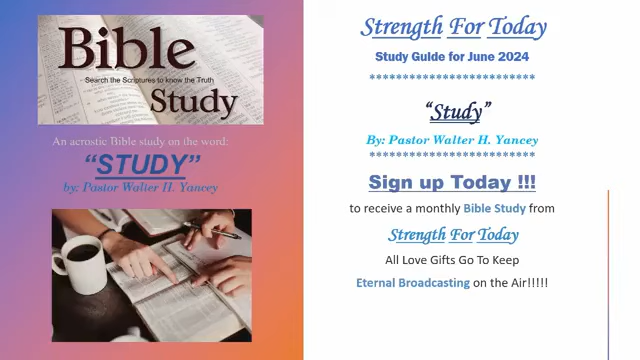 Bible
Search the Scriptures to know the Truth
Study
An acrostic Bible study on the word:
“STUDY”
by: Pastor Walter H. Yancey
Strength For Today
Study Guide for June 2024
*************************
“Study”
By: Pastor Walter H. Yancey
*************************
Sign up Today !!!
to receive a monthly Bible Study from
Strength For Today
All Love Gifts Go To Keep
Eternal Broadcasting on the Air!!!!!